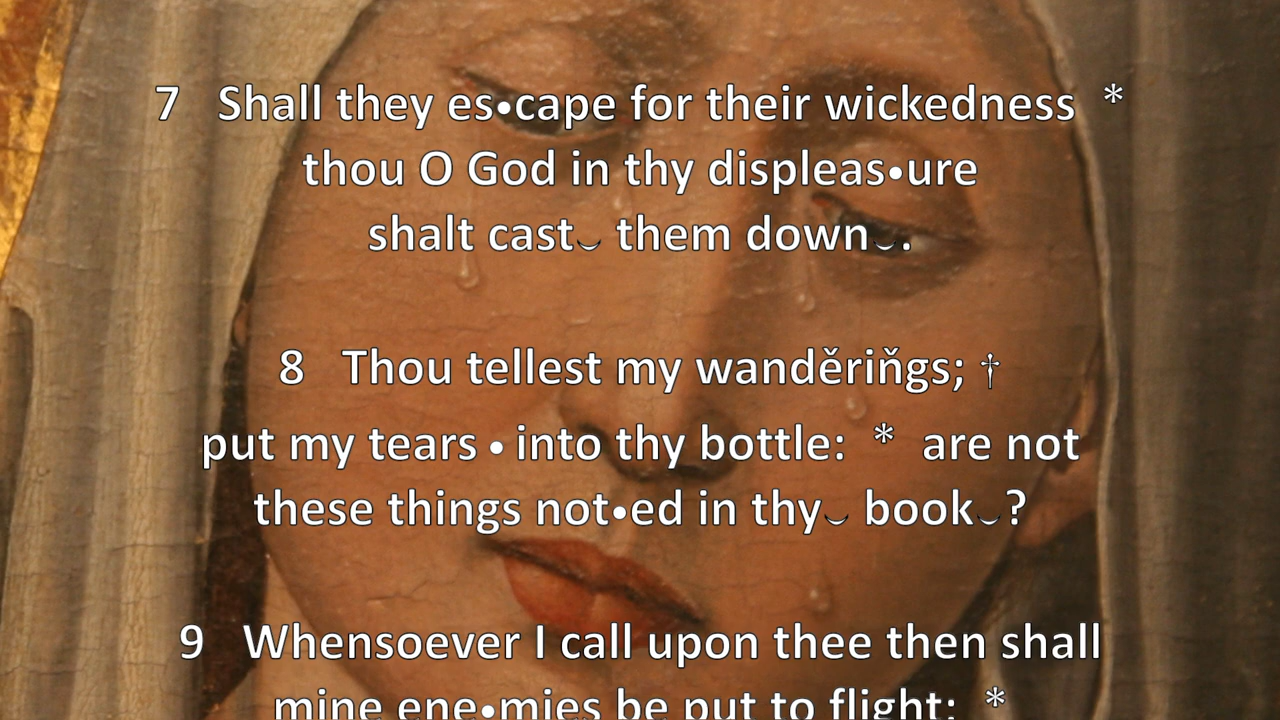 7 Shall they es•cape for their wickedness *
thou O God in thy displeas•ure
shalt cast‿ them down‿.
8 Thou tellest my wanděriňgs; †
put my tears • into thy bottle: * are not
these things not•ed in thy‿ book‿?
9 Whensoever I call upon thee then shall
mine ene•mies be put to flight: *